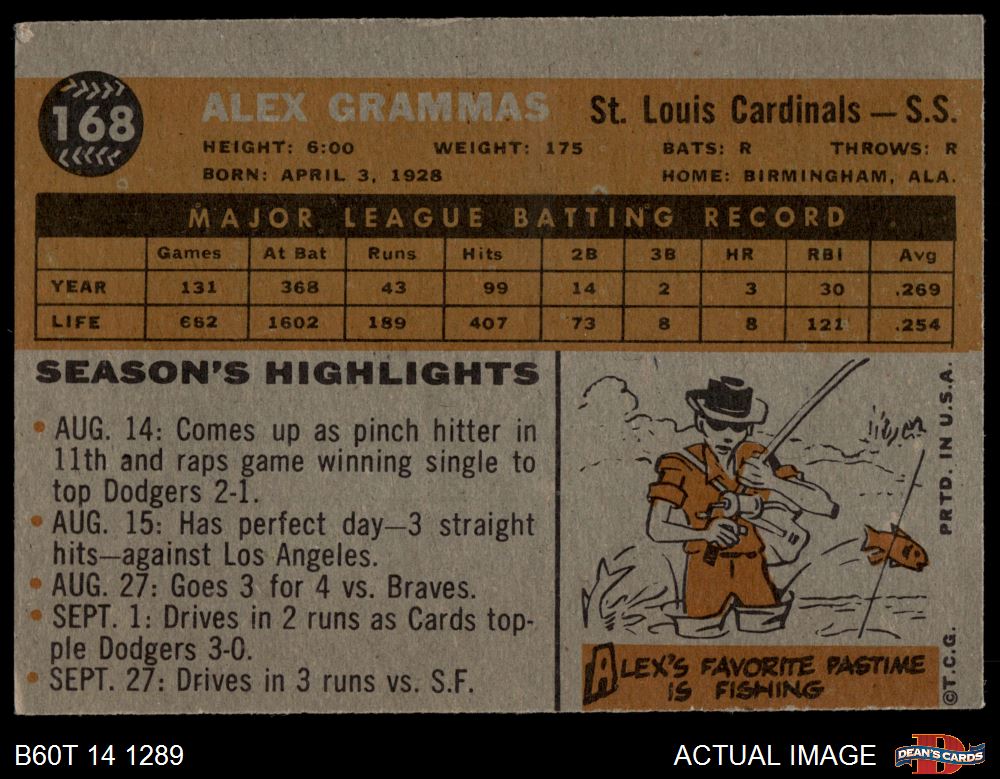 168
ALEX GRAMMAS St. Louis Cardinals — S.S.
HEIGHT: 6:00 WEIGHT: 175 BATS: R THROWS: R
BORN: APRIL 3, 1928 HOME: BIRMINGHAM, ALA.
MAJOR LEAGUE BATTING RECORD
Games At Bat Runs Hits 2B 3B HR RBI Avg
YEAR 131 368 43 99 14 2 3 30 .269
LIFE 662 1602 189 407 73 8 8 121 .254
SEASON'S HIGHLIGHTS
• AUG. 14: Comes up as pinch hitter in
11th and raps game winning single to
top Dodgers 2-1.
• AUG. 15: Has perfect day—3 straight
hits—against Los Angeles.
• AUG. 27: Goes 3 for 4 vs. Braves.
• SEPT. 1: Drives in 2 runs as Cards top-
ple Dodgers 3-0.
• SEPT. 27: Drives in 3 runs vs. S.F.
ALEX'S FAVORITE PASTIME
IS FISHING
©T.C.G. PRTD. IN U.S.A.
B60T 14 1289 ACTUAL IMAGE
D
DEAN'S CARDS